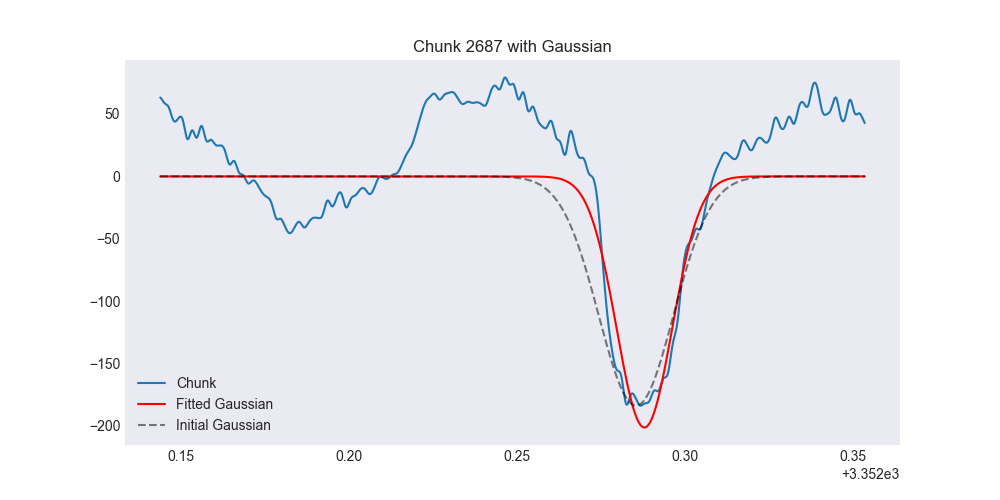 Chunk 2687 with Gaussian
50
0
−50
−100
−150
−200
Chunk
Fitted Gaussian
Initial Gaussian
0.15 0.20 0.25 0.30 0.35
+3.352e3